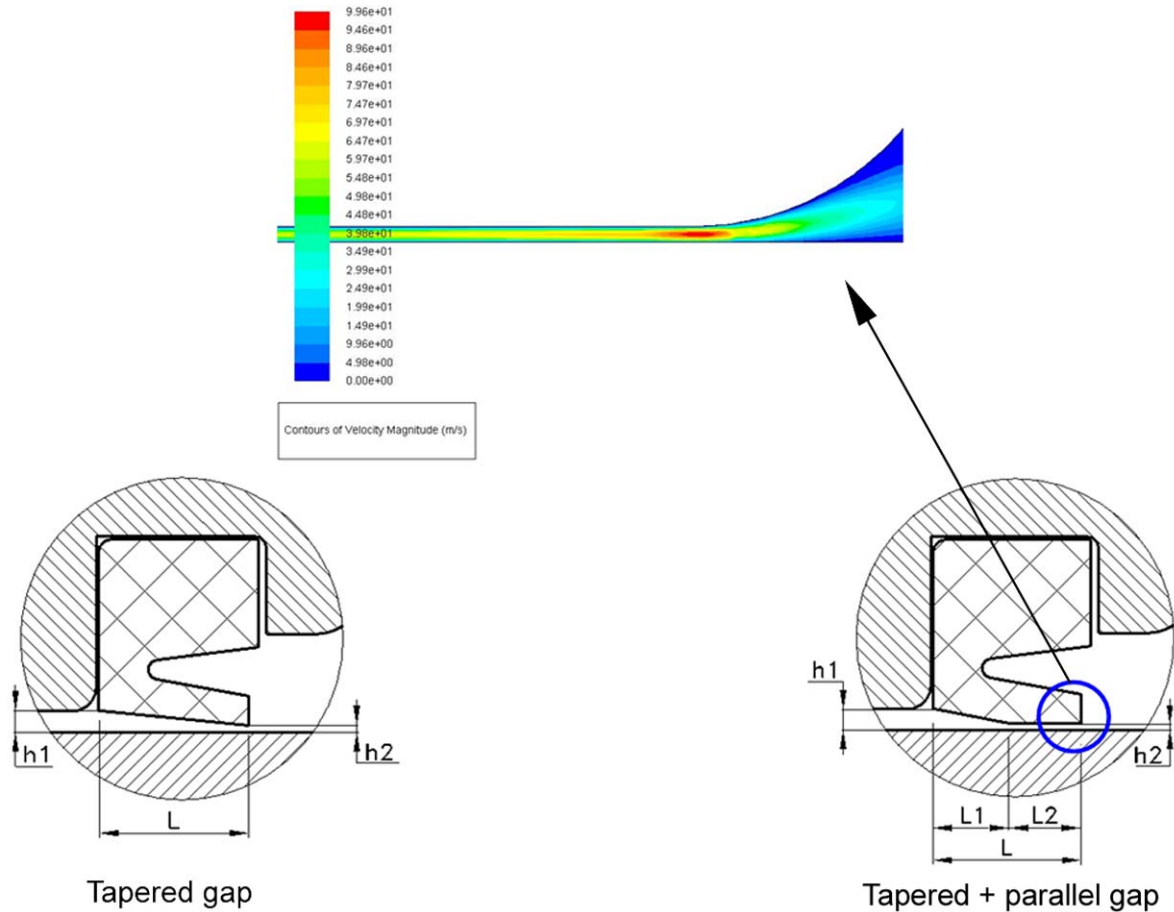 9.96e+01
9.46e+01
8.96e+01
8.46e+01
7.97e+01
7.47e+01
6.97e+01
6.47e+01
5.97e+01
5.48e+01
4.98e+01
4.48e+01
3.98e+01
3.49e+01
2.99e+01
2.49e+01
1.99e+01
1.49e+01
9.96e+00
4.98e+00
0.00e+00
Contours of Velocity Magnitude (m/s)
h1
h2
L
Tapered gap
h1
h2
L1
L2
L
Tapered + parallel gap